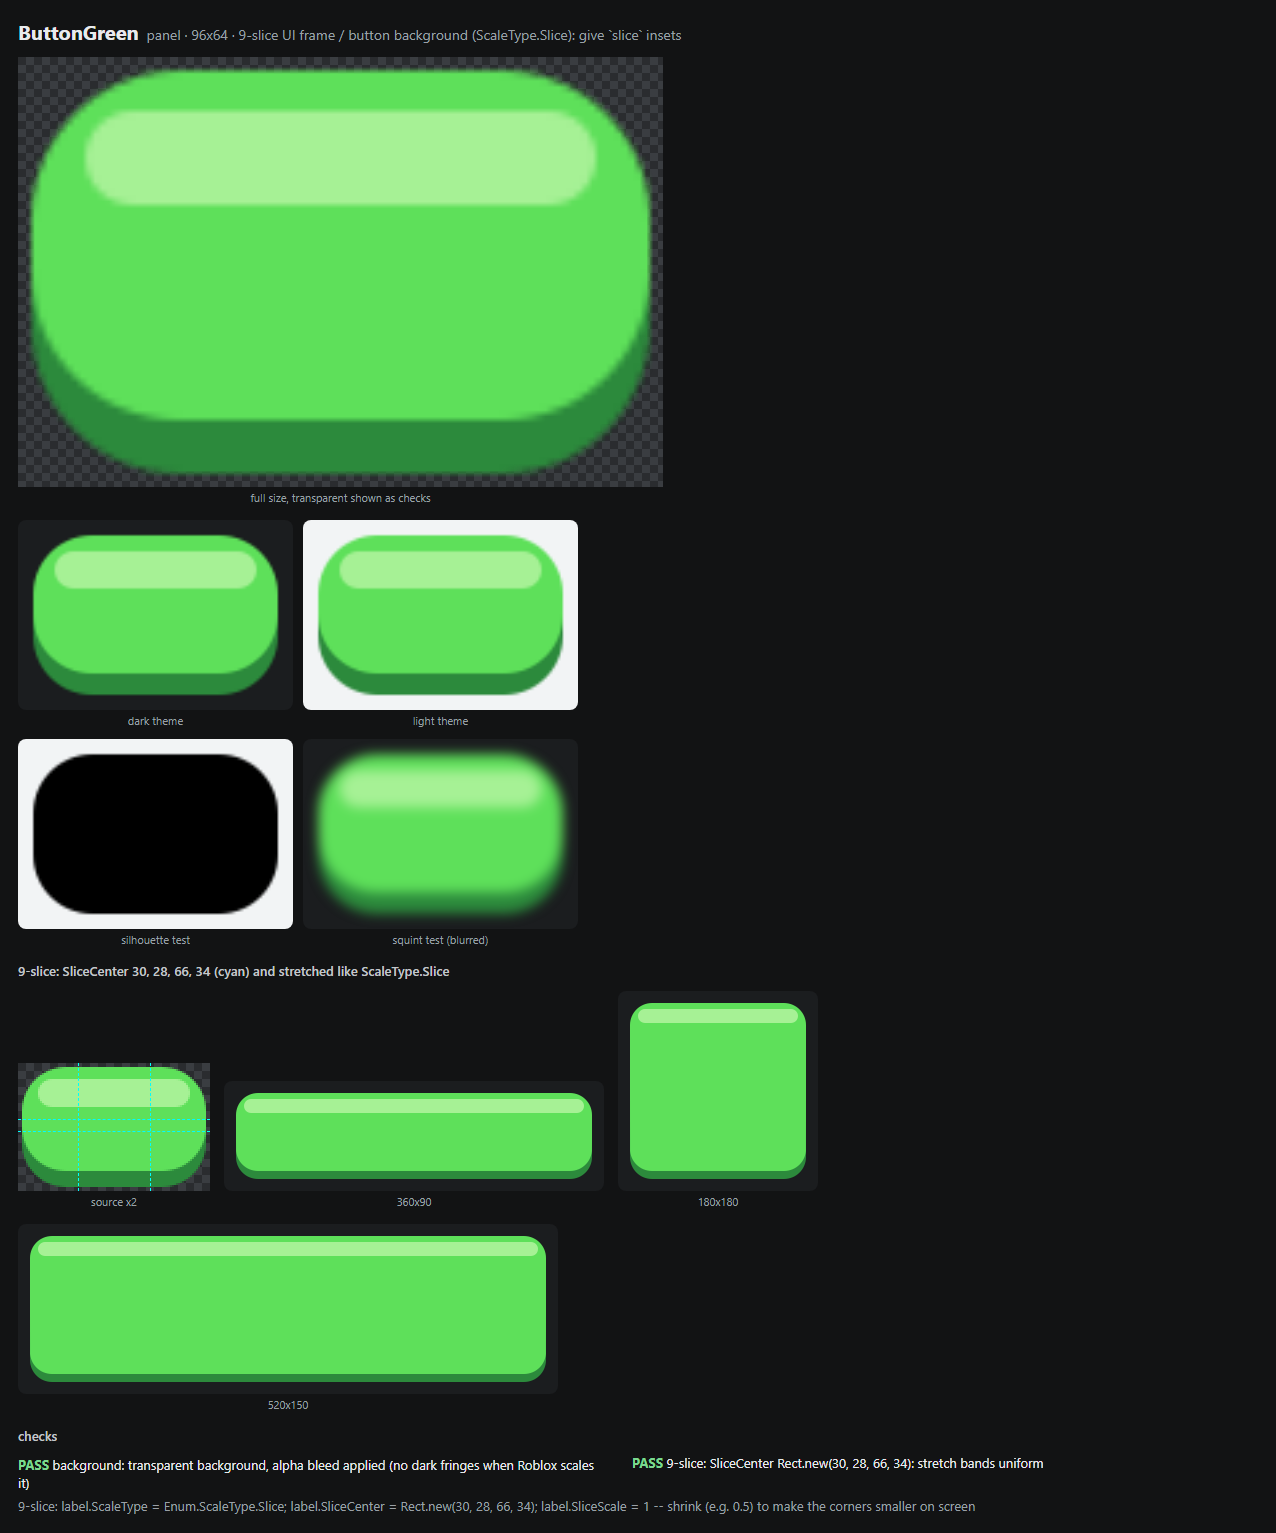 ButtonGreen panel · 96x64 · 9-slice UI frame / button background (ScaleType.Slice): give `slice` insets
full size, transparent shown as checks
dark theme
light theme
silhouette test
squint test (blurred)
9-slice: SliceCenter 30, 28, 66, 34 (cyan) and stretched like ScaleType.Slice
source x2
360x90
180x180
520x150
checks
PASS background: transparent background, alpha bleed applied (no dark fringes when Roblox scales
it)
PASS 9-slice: SliceCenter Rect.new(30, 28, 66, 34): stretch bands uniform
9-slice: label.ScaleType = Enum.ScaleType.Slice; label.SliceCenter = Rect.new(30, 28, 66, 34); label.SliceScale = 1 -- shrink (e.g. 0.5) to make the corners smaller on screen